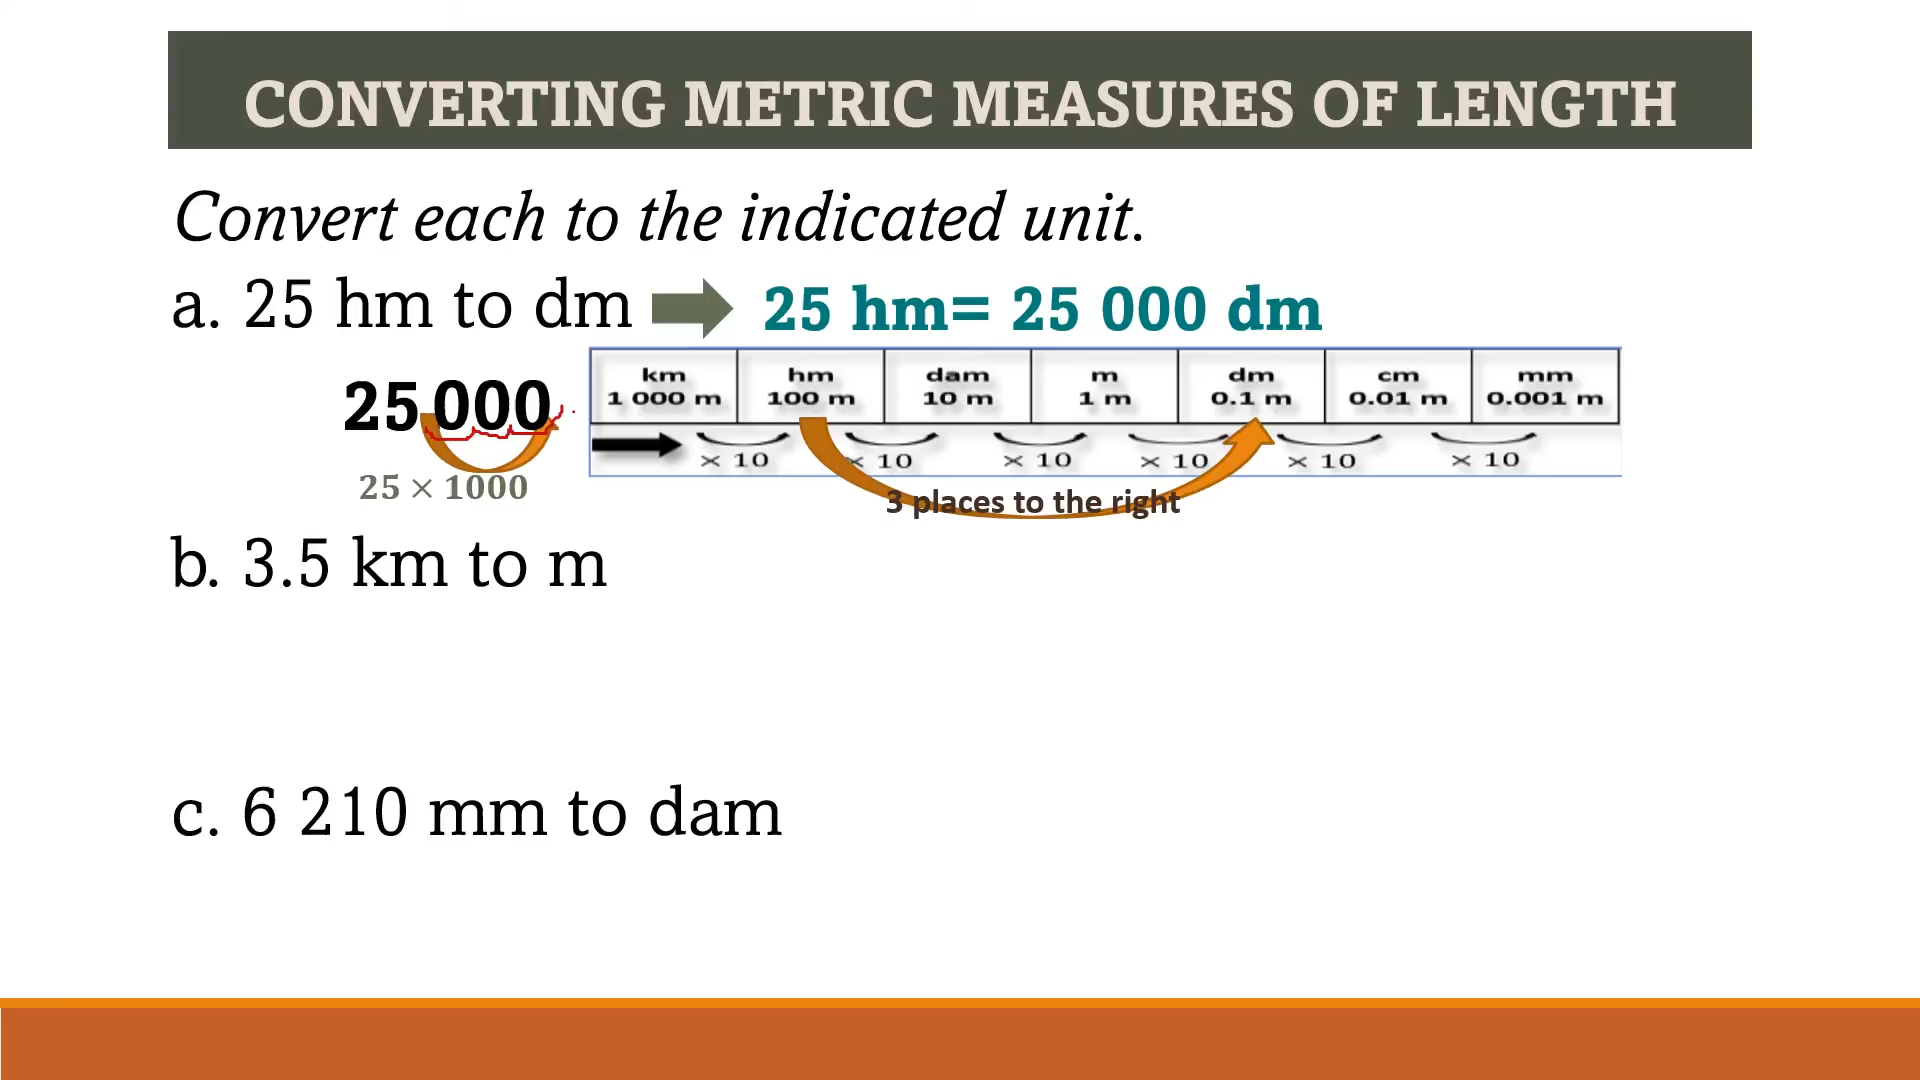 CONVERTING METRIC MEASURES OF LENGTH
Convert each to the indicated unit.
a. 25 hm to dm 25 hm= 25 000 dm
25 000
km hm dam m dm cm mm
1 000 m 100 m 10 m 1 m 0.1 m 0.01 m 0.001 m
× 10 × 10 × 10 × 10 × 10 × 10
25 × 1000
3 places to the right
b. 3.5 km to m
c. 6 210 mm to dam